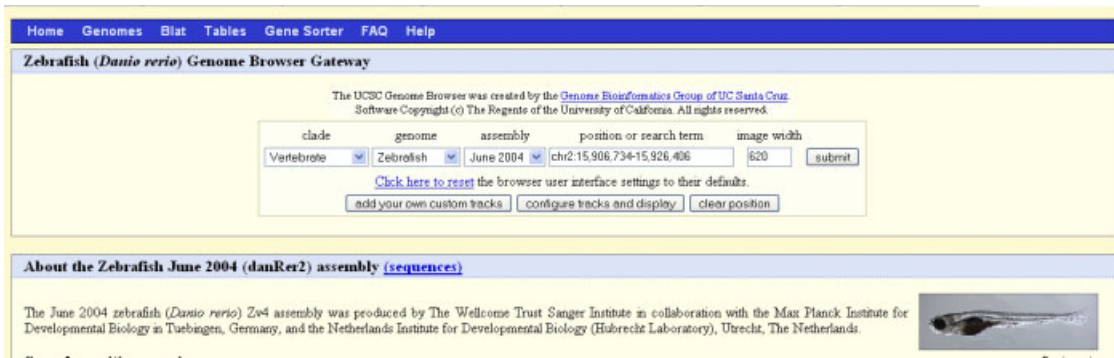 Home Genomes Blat Tables Gene Sorter FAQ Help
Zebrafish (Danio rerio) Genome Browser Gateway
The UCSC Genome Browser was created by the Genome Bioinformatics Group of UC Santa Cruz.
Software Copyright (c) The Regents of the University of California. All rights reserved.
clade genome assembly position or search term image width
Vertebrate Zebrafish June 2004 chr2:15,906,734-15,926,406 620 submit
Click here to reset the browser user interface settings to their defaults.
add your own custom tracks configure tracks and display clear position
About the Zebrafish June 2004 (danRer2) assembly (sequences)
The June 2004 zebrafish (Danio rerio) Zv4 assembly was produced by The Wellcome Trust Sanger Institute in collaboration with the Max Planck Institute for
Developmental Biology in Tuebingen, Germany, and the Netherlands Institute for Developmental Biology (Hubrecht Laboratory), Utrecht, The Netherlands.